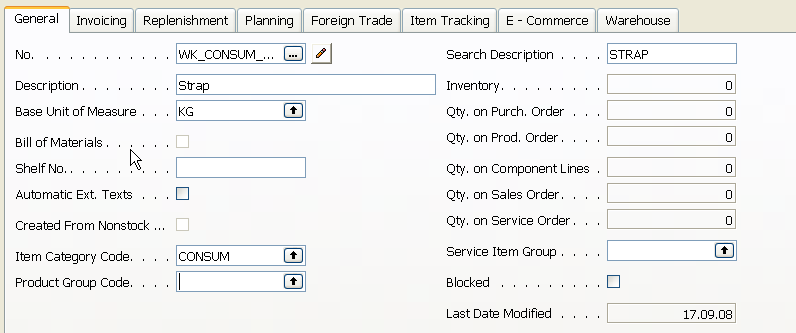 General Invoicing Replenishment Planning Foreign Trade Item Tracking E - Commerce Warehouse
No. . . . . . . . . . . . . WK_CONSUM_... ...
Description . . . . . . . . Strap
Base Unit of Measure . . . . KG
Bill of Materials . . . . . . .
Shelf No. . . . . . . . . . .
Automatic Ext. Texts . . . .
Created From Nonstock ...
Item Category Code. . . . . CONSUM
Product Group Code. . . . .
Search Description . . . . STRAP
Inventory. . . . . . . . . . 0
Qty. on Purch. Order . . . 0
Qty. on Prod. Order. . . . 0
Qty. on Component Lines . 0
Qty. on Sales Order. . . . 0
Qty. on Service Order. . . 0
Service Item Group . . . .
Blocked . . . . . . . . . .
Last Date Modified . . . . 17.09.08